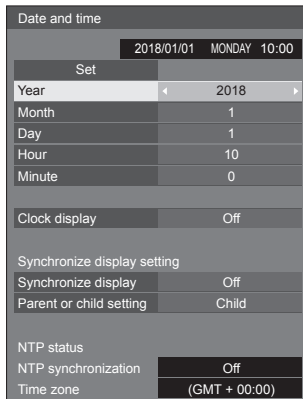 Date and time
2018/01/01 MONDAY 10:00
Set
Year 2018
Month 1
Day 1
Hour 10
Minute 0
Clock display Off
Synchronize display setting
Synchronize display Off
Parent or child setting Child
NTP status
NTP synchronization Off
Time zone (GMT + 00:00)